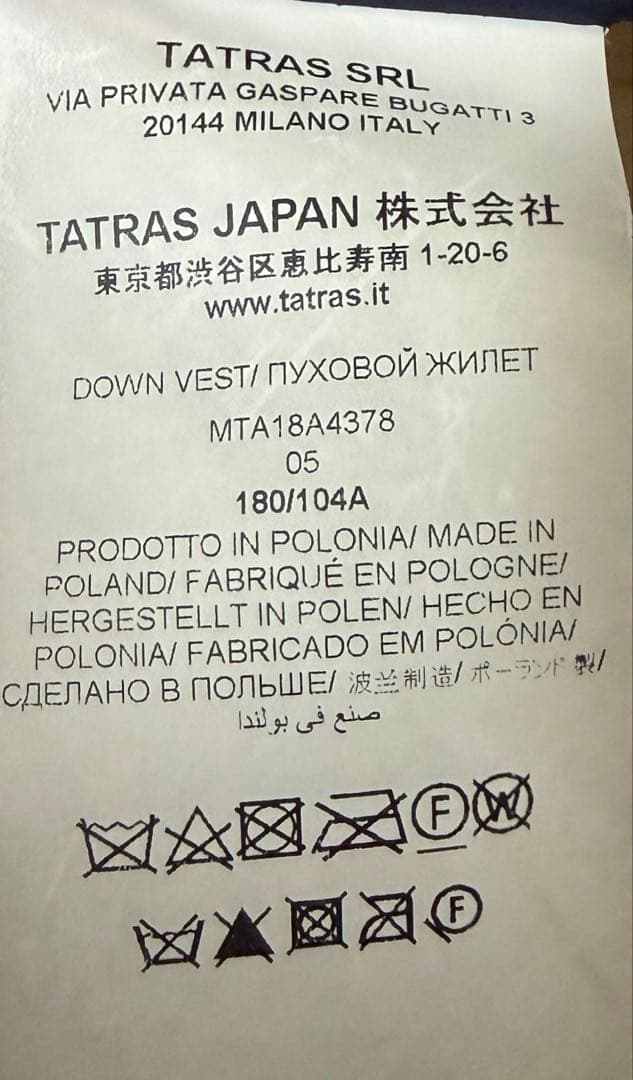 TATRAS SRL
VIA PRIVATA GASPARE BUGATTI 3
20144 MILANO ITALY
TATRAS JAPAN 株式会社
東京都渋谷区恵比寿南 1-20-6
www.tatras.it
DOWN VEST/ ПУХОВОЙ ЖИЛЕТ
MTA18A4378
05
180/104A
PRODOTTO IN POLONIA/ MADE IN
POLAND/ FABRIQUÉ EN POLOGNE/
HERGESTELLT IN POLEN/ HECHO EN
POLONIA/ FABRICADO EM POLÓNIA/
СДЕЛАНО В ПОЛЬШЕ/ 波兰制造/ ポーランド製/
صنع في بولندا
F W
F